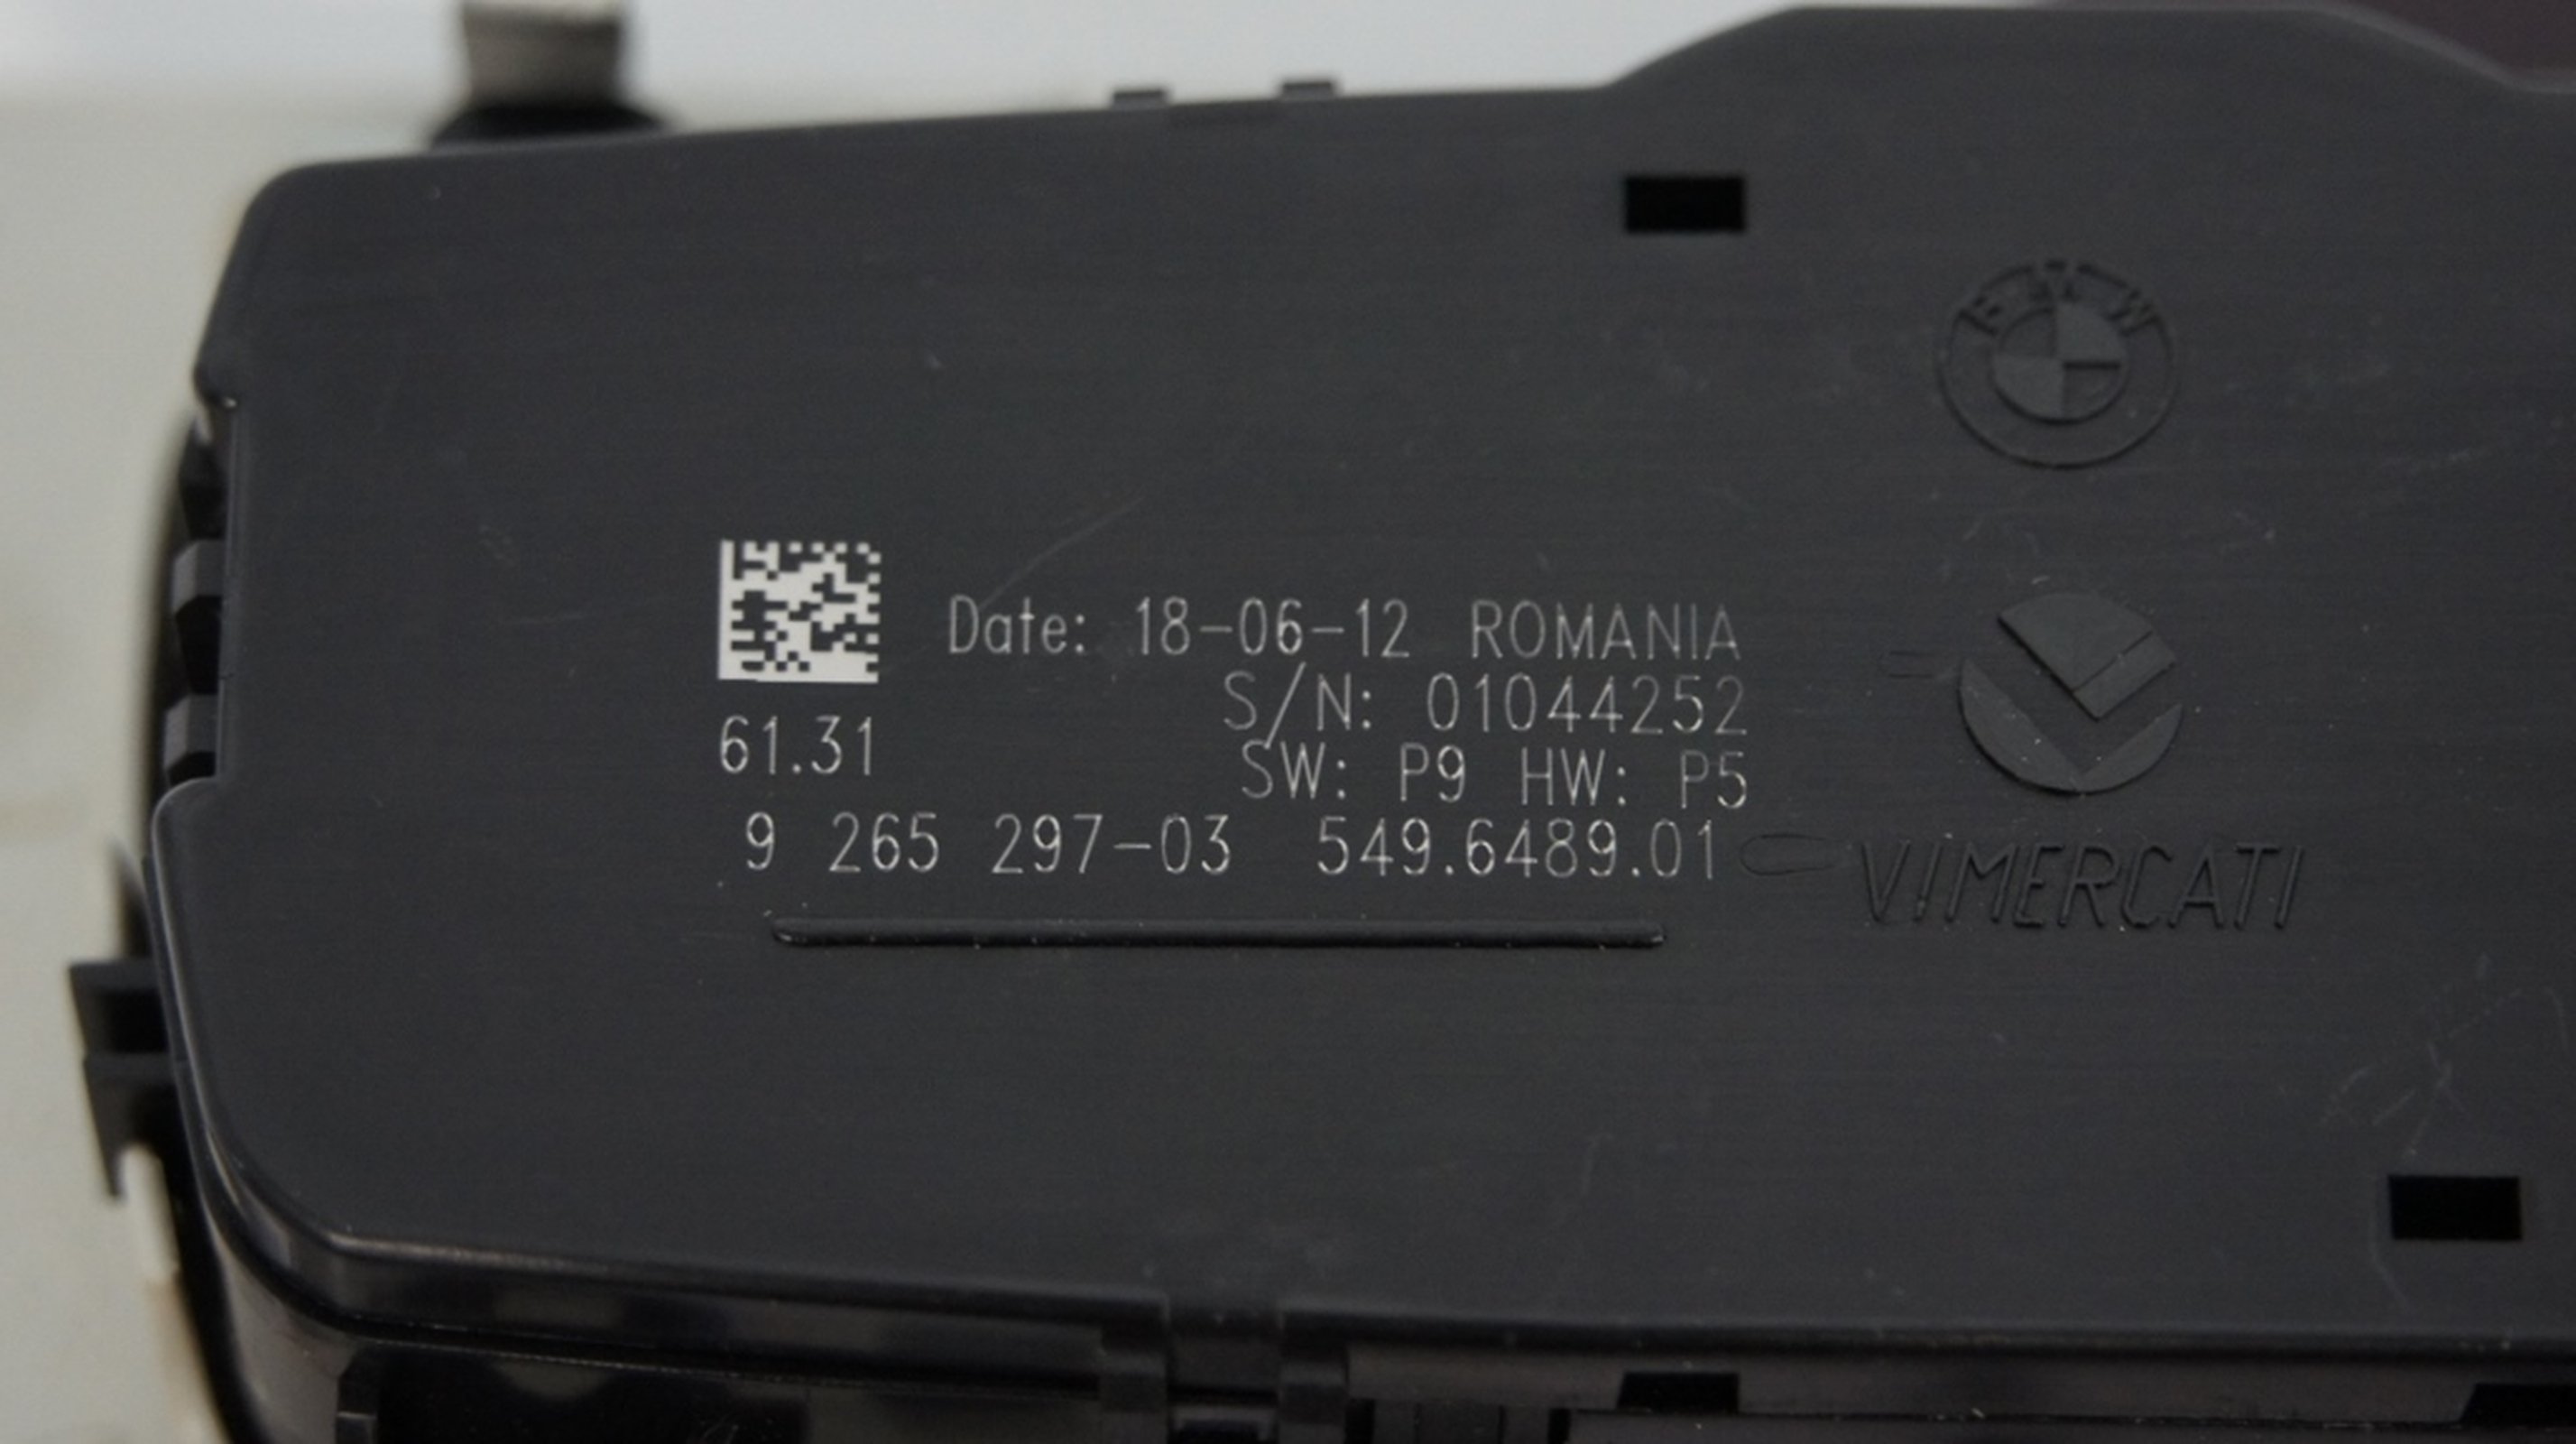 BMW
Date: 18-06-12 ROMANIA
S/N: 01044252
61.31
SW: P9 HW: P5
9 265 297-03 549.6489.01
VIMERCATI